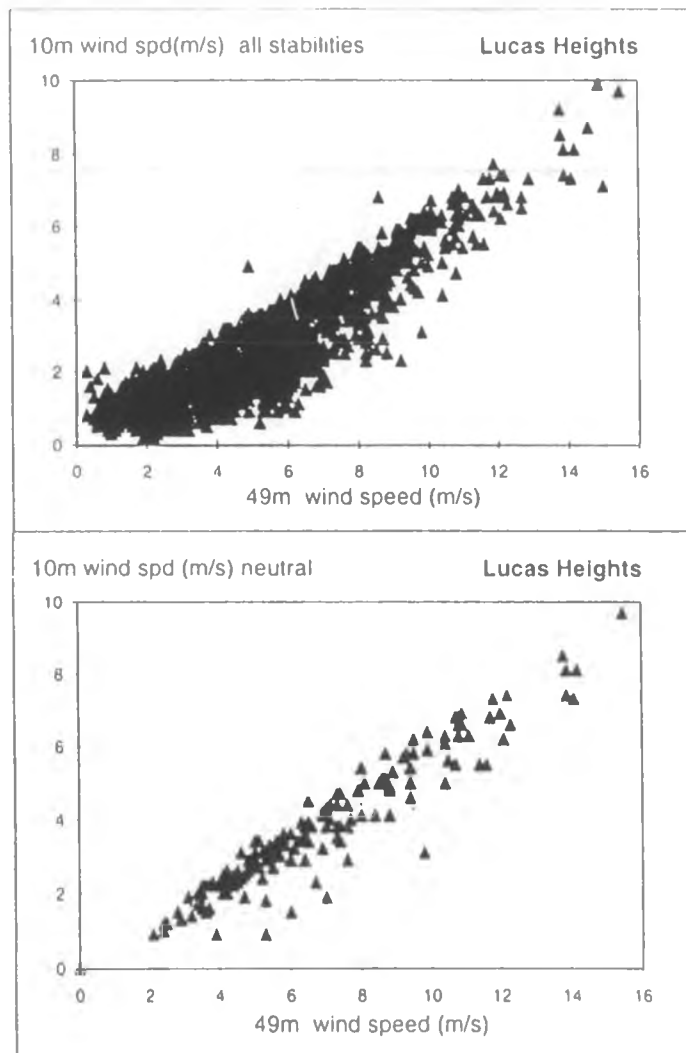 10m wind spd(m/s) all stabilities Lucas Heights
10
8
6
4
2
0
0 2 4 6 8 10 12 14 16
49m wind speed (m/s)
10m wind spd (m/s) neutral Lucas Heights
10
8
6
4
2
0
0 2 4 6 8 10 12 14 16
49m wind speed (m/s)